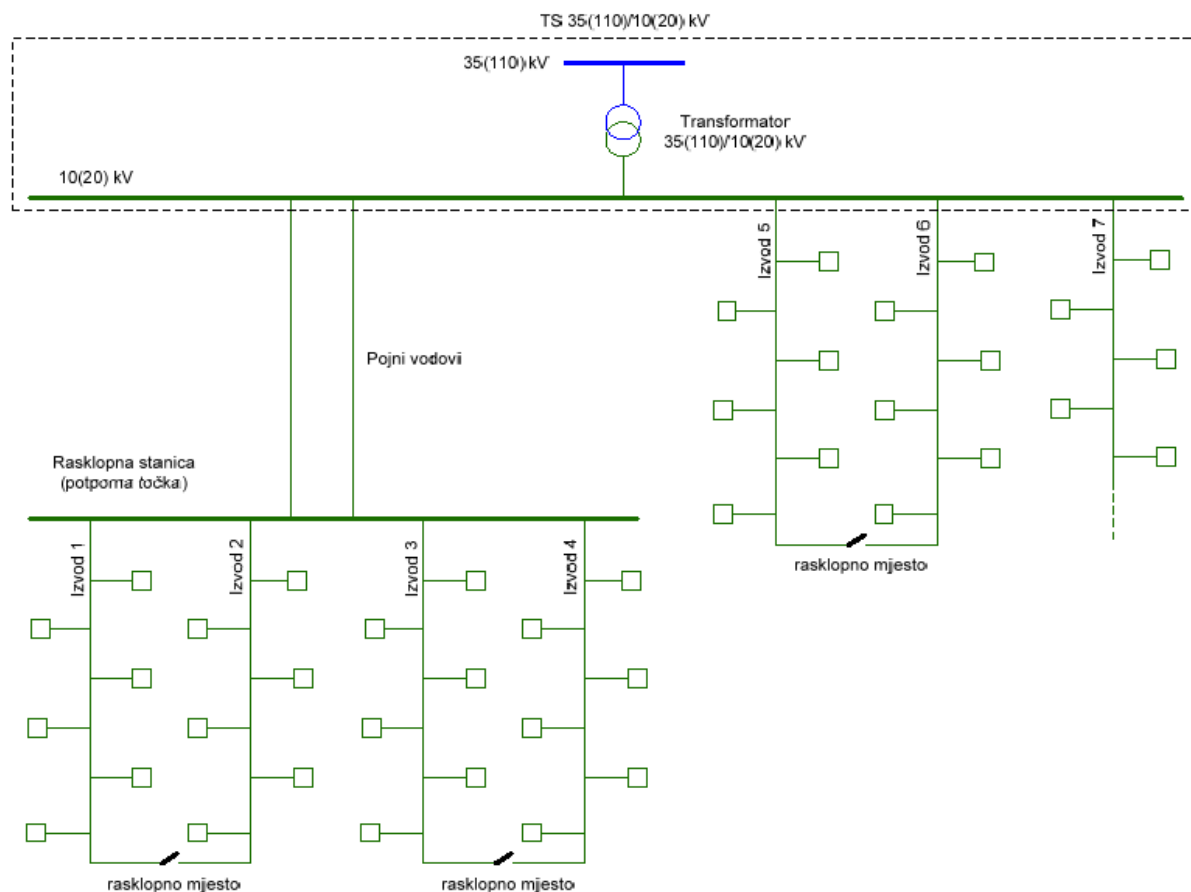 TS 35(110)/10(20) kV
35(110) kV
Transformator
35(110)/10(20) kV
10(20) kV
Izvod 5
Izvod 6
Izvod 7
Pojni vodovi
Rasklopna stanica
(potporna točka)
rasklopno mjesto
Izvod 1
Izvod 2
Izvod 3
Izvod 4
rasklopno mjesto
rasklopno mjesto